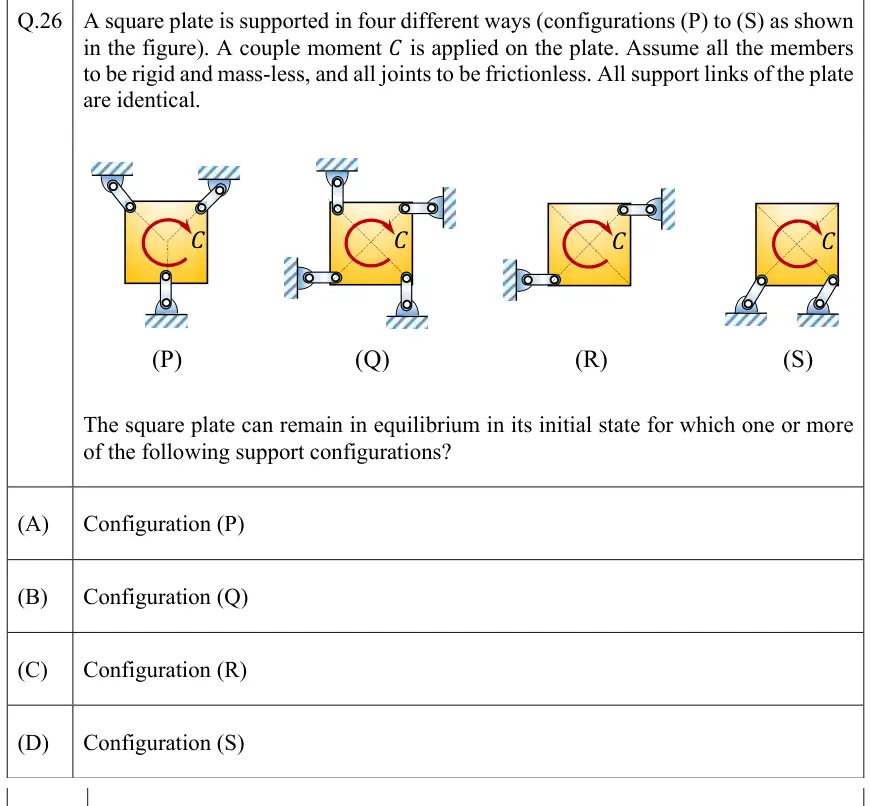 Q.26 A square plate is supported in four different ways (configurations (P) to (S) as shown
in the figure). A couple moment C is applied on the plate. Assume all the members
to be rigid and mass-less, and all joints to be frictionless. All support links of the plate
are identical.
C C C C
(P) (Q) (R) (S)
The square plate can remain in equilibrium in its initial state for which one or more
of the following support configurations?
(A) Configuration (P)
(B) Configuration (Q)
(C) Configuration (R)
(D) Configuration (S)